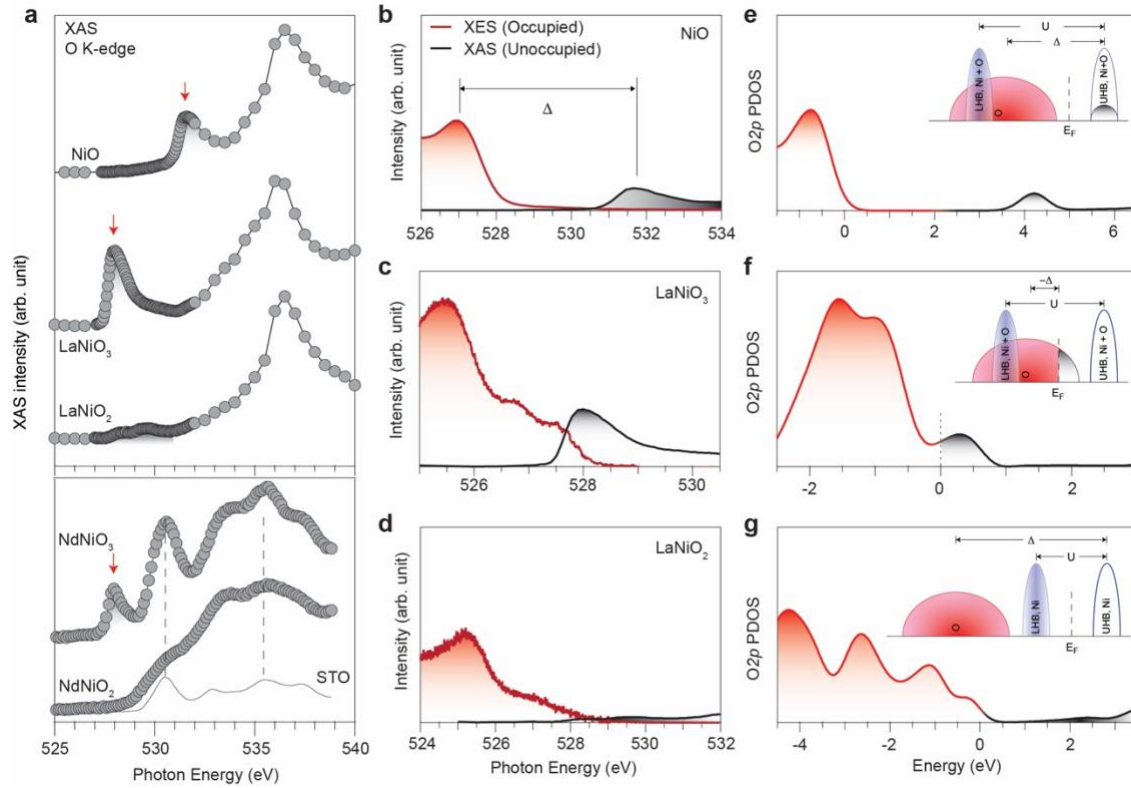 a
XAS
O K-edge
NiO
LaNiO3
LaNiO2
XAS intensity (arb. unit)
NdNiO3
NdNiO2
STO
525 530 535 540
Photon Energy (eV)
b
XES (Occupied)
XAS (Unoccupied)
NiO
Δ
Intensity (arb. unit)
526 527 528 529 530 531 532 533 534
c
LaNiO3
Intensity (arb. unit)
526 528 530
d
LaNiO2
Intensity (arb. unit)
524 526 528 530 532
Photon Energy (eV)
e
U
Δ
LHB, Ni + O
O
EF
UHB, Ni+O
O2p PDOS
0 2 4 6
f
-Δ
U
LHB, Ni + O
O
EF
UHB, Ni + O
O2p PDOS
-2 0 2
g
Δ
U
O
LHB, Ni
EF
UHB, Ni
O2p PDOS
-4 -2 0 2
Energy (eV)